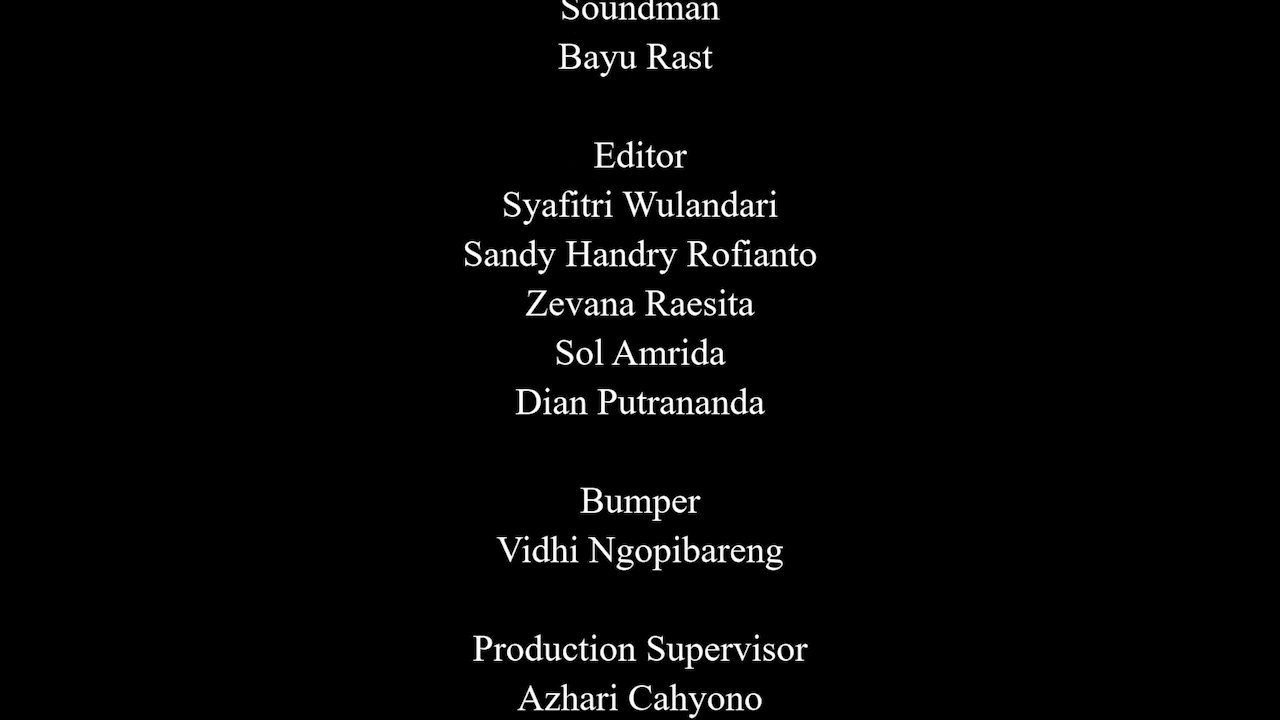 Soundman
Bayu Rast
Editor
Syafitri Wulandari
Sandy Handry Rofianto
Zevana Raesita
Sol Amrida
Dian Putrananda
Bumper
Vidhi Ngopibareng
Production Supervisor
Azhari Cahyono